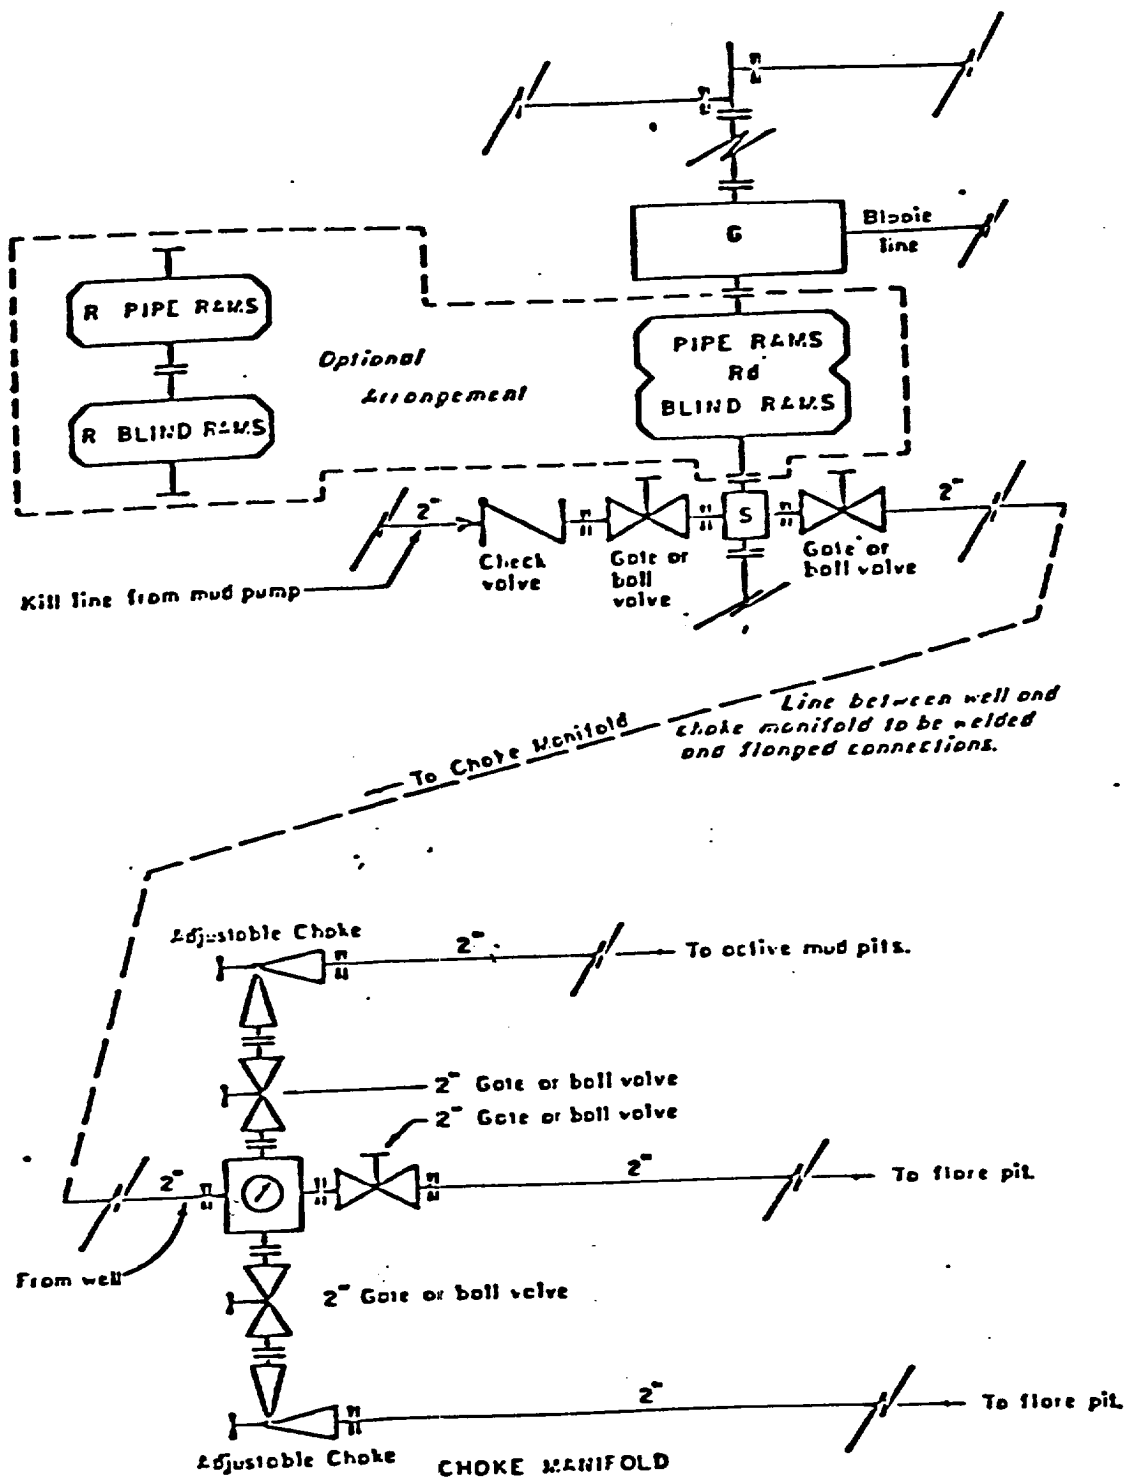 G
Blooie
line
R PIPE RAMS
Optional
Arrangement
R BLIND RAMS
PIPE RAMS
Rd
BLIND RAMS
2"
S
2"
Check
valve
Gate or
ball
valve
Gate or
ball valve
Kill line from mud pump
Line between well and
choke manifold to be welded
and flanged connections.
To Choke Manifold
Adjustable Choke
2"
To active mud pits.
2" Gate or ball valve
2" Gate or ball valve
2"
2"
To flare pit.
From well
2" Gate or ball valve
2"
To flare pit.
Adjustable Choke
CHOKE MANIFOLD